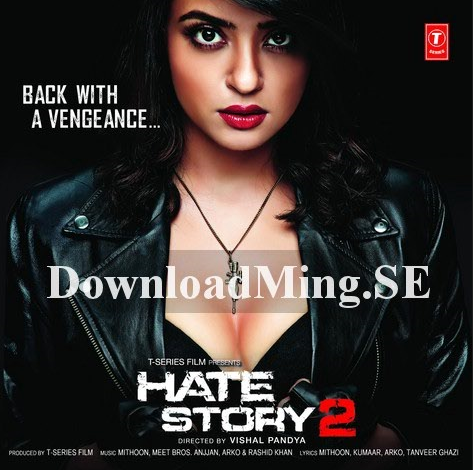 T
SERIES
BACK WITH
A VENGEANCE...
DownloadMing.SE
T-SERIES FILM PRESENTS
HATE
STORY 2
DIRECTED BY VISHAL PANDYA
PRODUCED BY T-SERIES FILM MUSIC MITHOON, MEET BROS. ANJJAN, ARKO & RASHID KHAN LYRICS MITHOON, KUMAAR, ARKO, TANVEER GHAZI